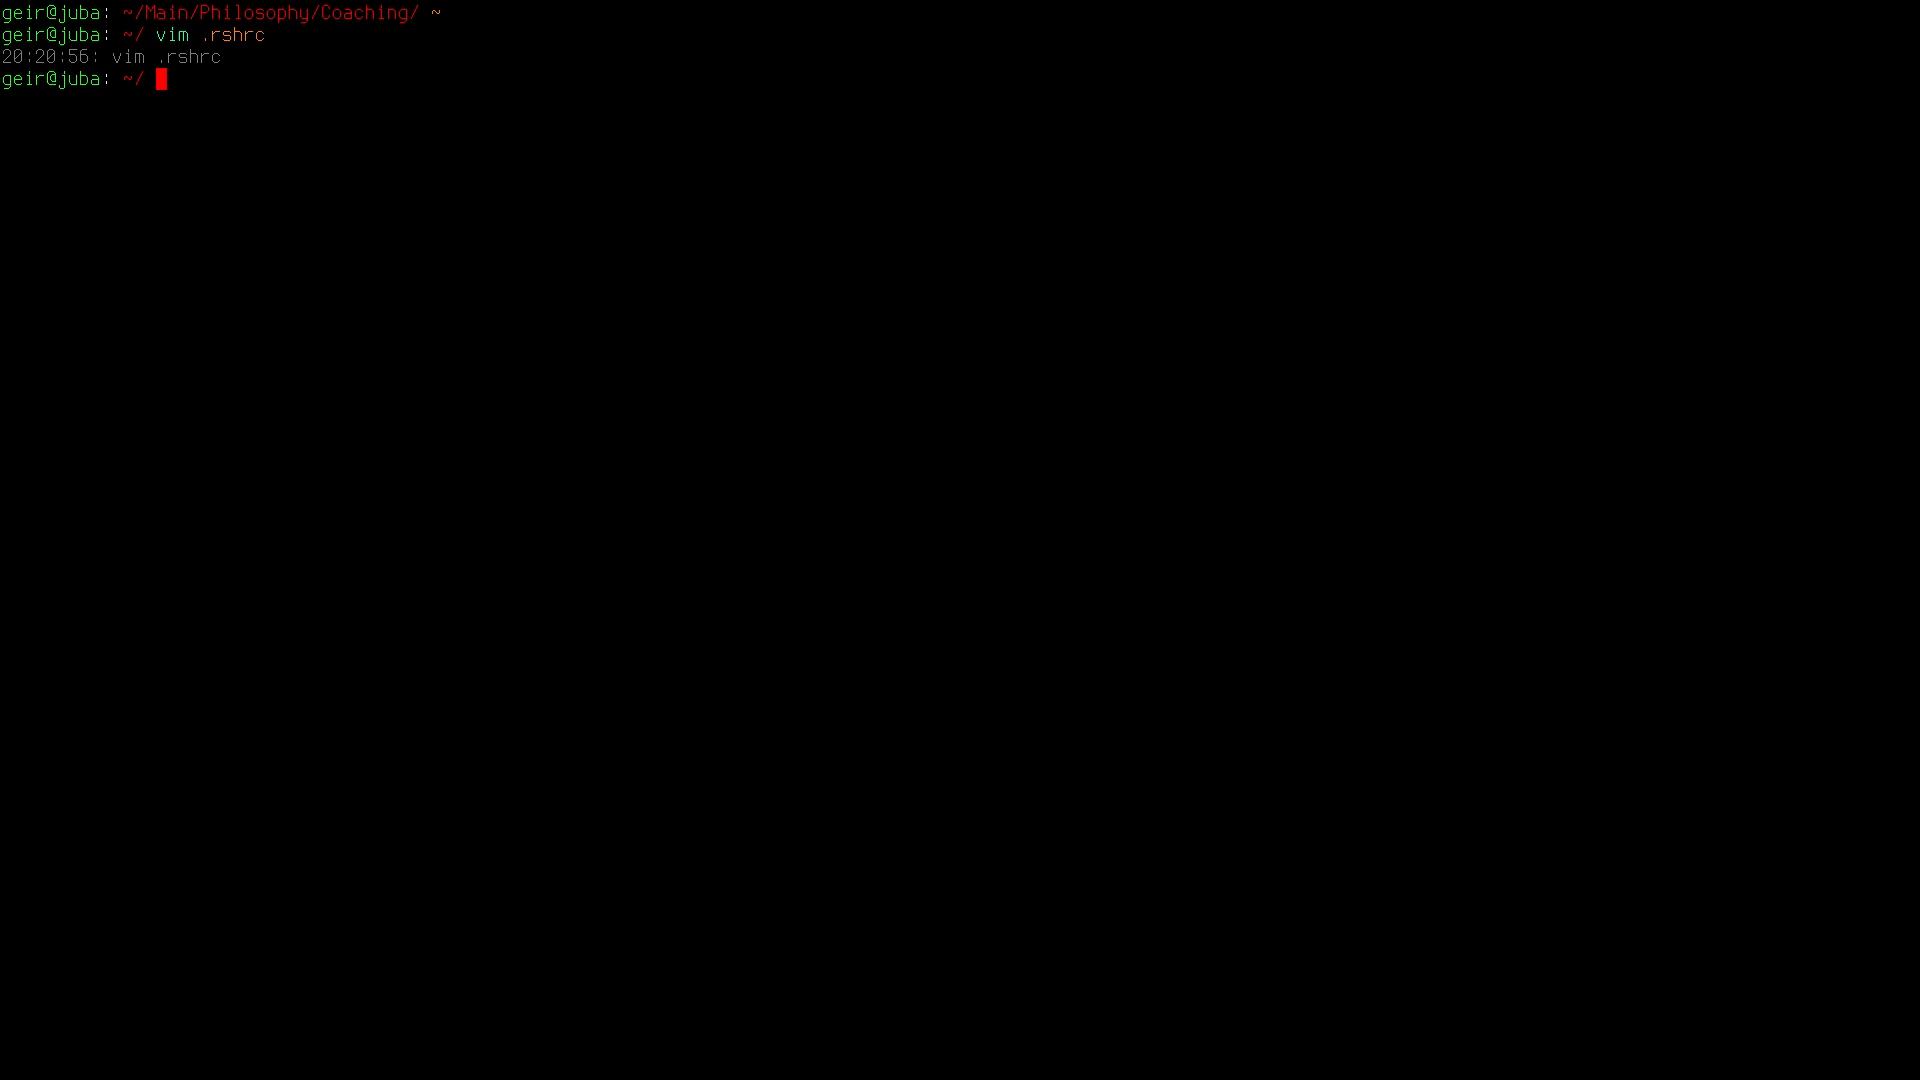 geir@juba: ~/Main/Philosophy/Coaching/ ~
geir@juba: ~/ vim .rshrc
20:20:56: vim .rshrc
geir@juba: ~/